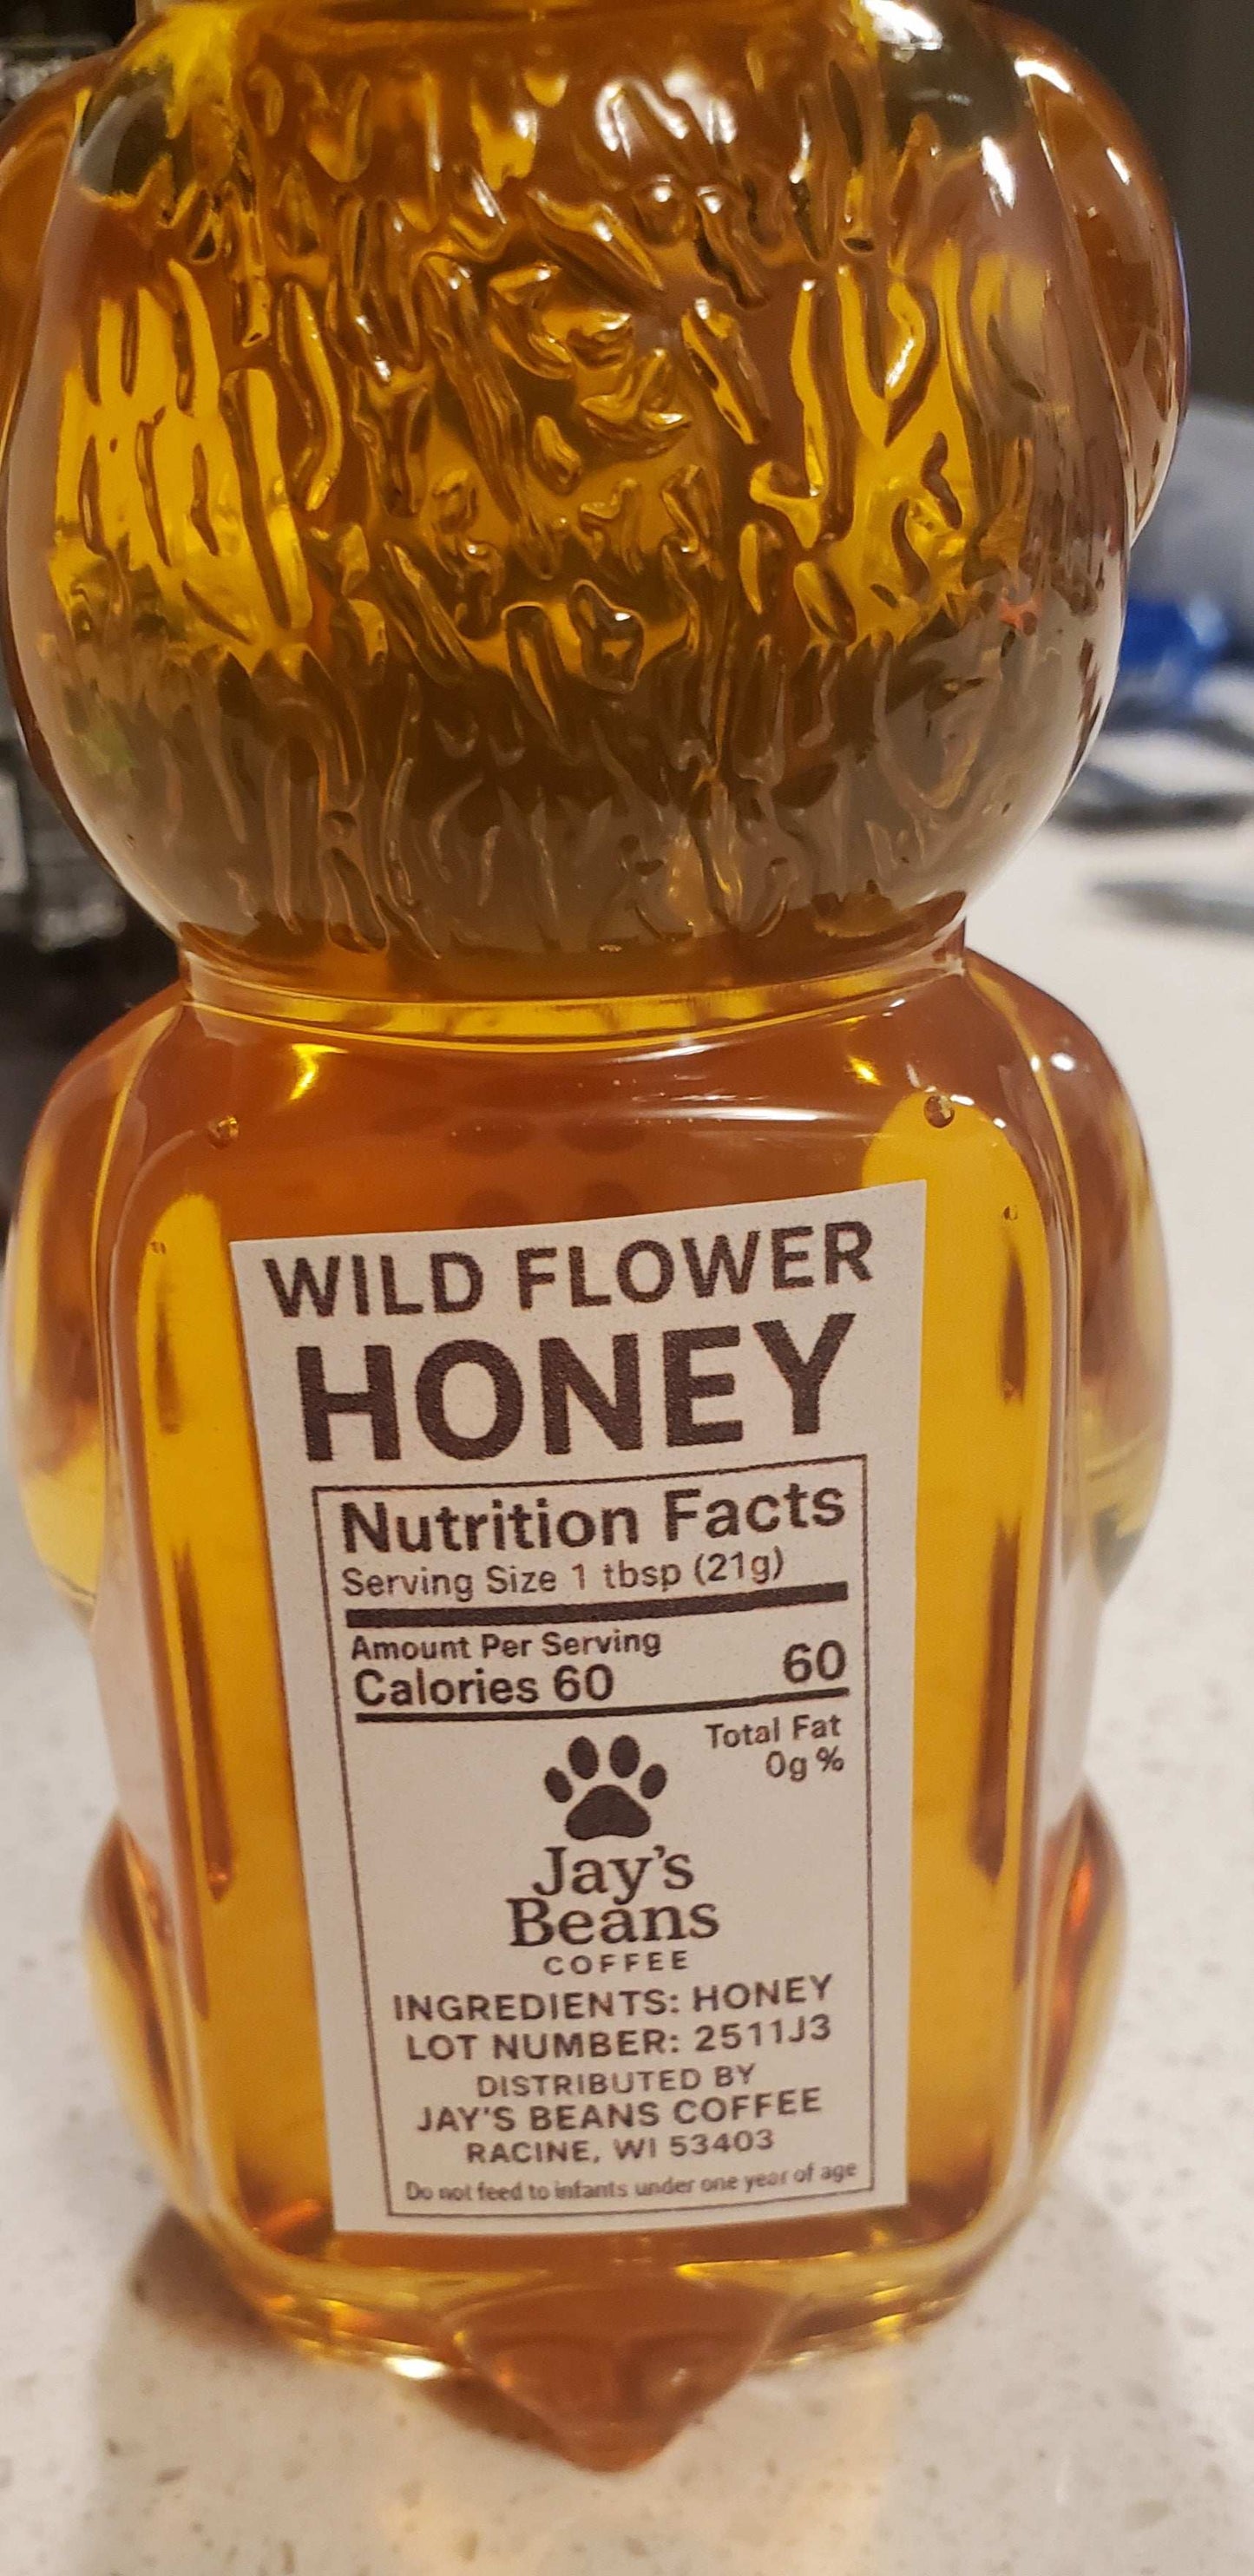 WILD FLOWER
HONEY
Nutrition Facts
Serving Size 1 tbsp (21g)
Amount Per Serving
Calories 60 60
Total Fat
0g %
Jay's
Beans
COFFEE
INGREDIENTS: HONEY
LOT NUMBER: 2511J3
DISTRIBUTED BY
JAY'S BEANS COFFEE
RACINE, WI 53403
Do not feed to infants under one year of age